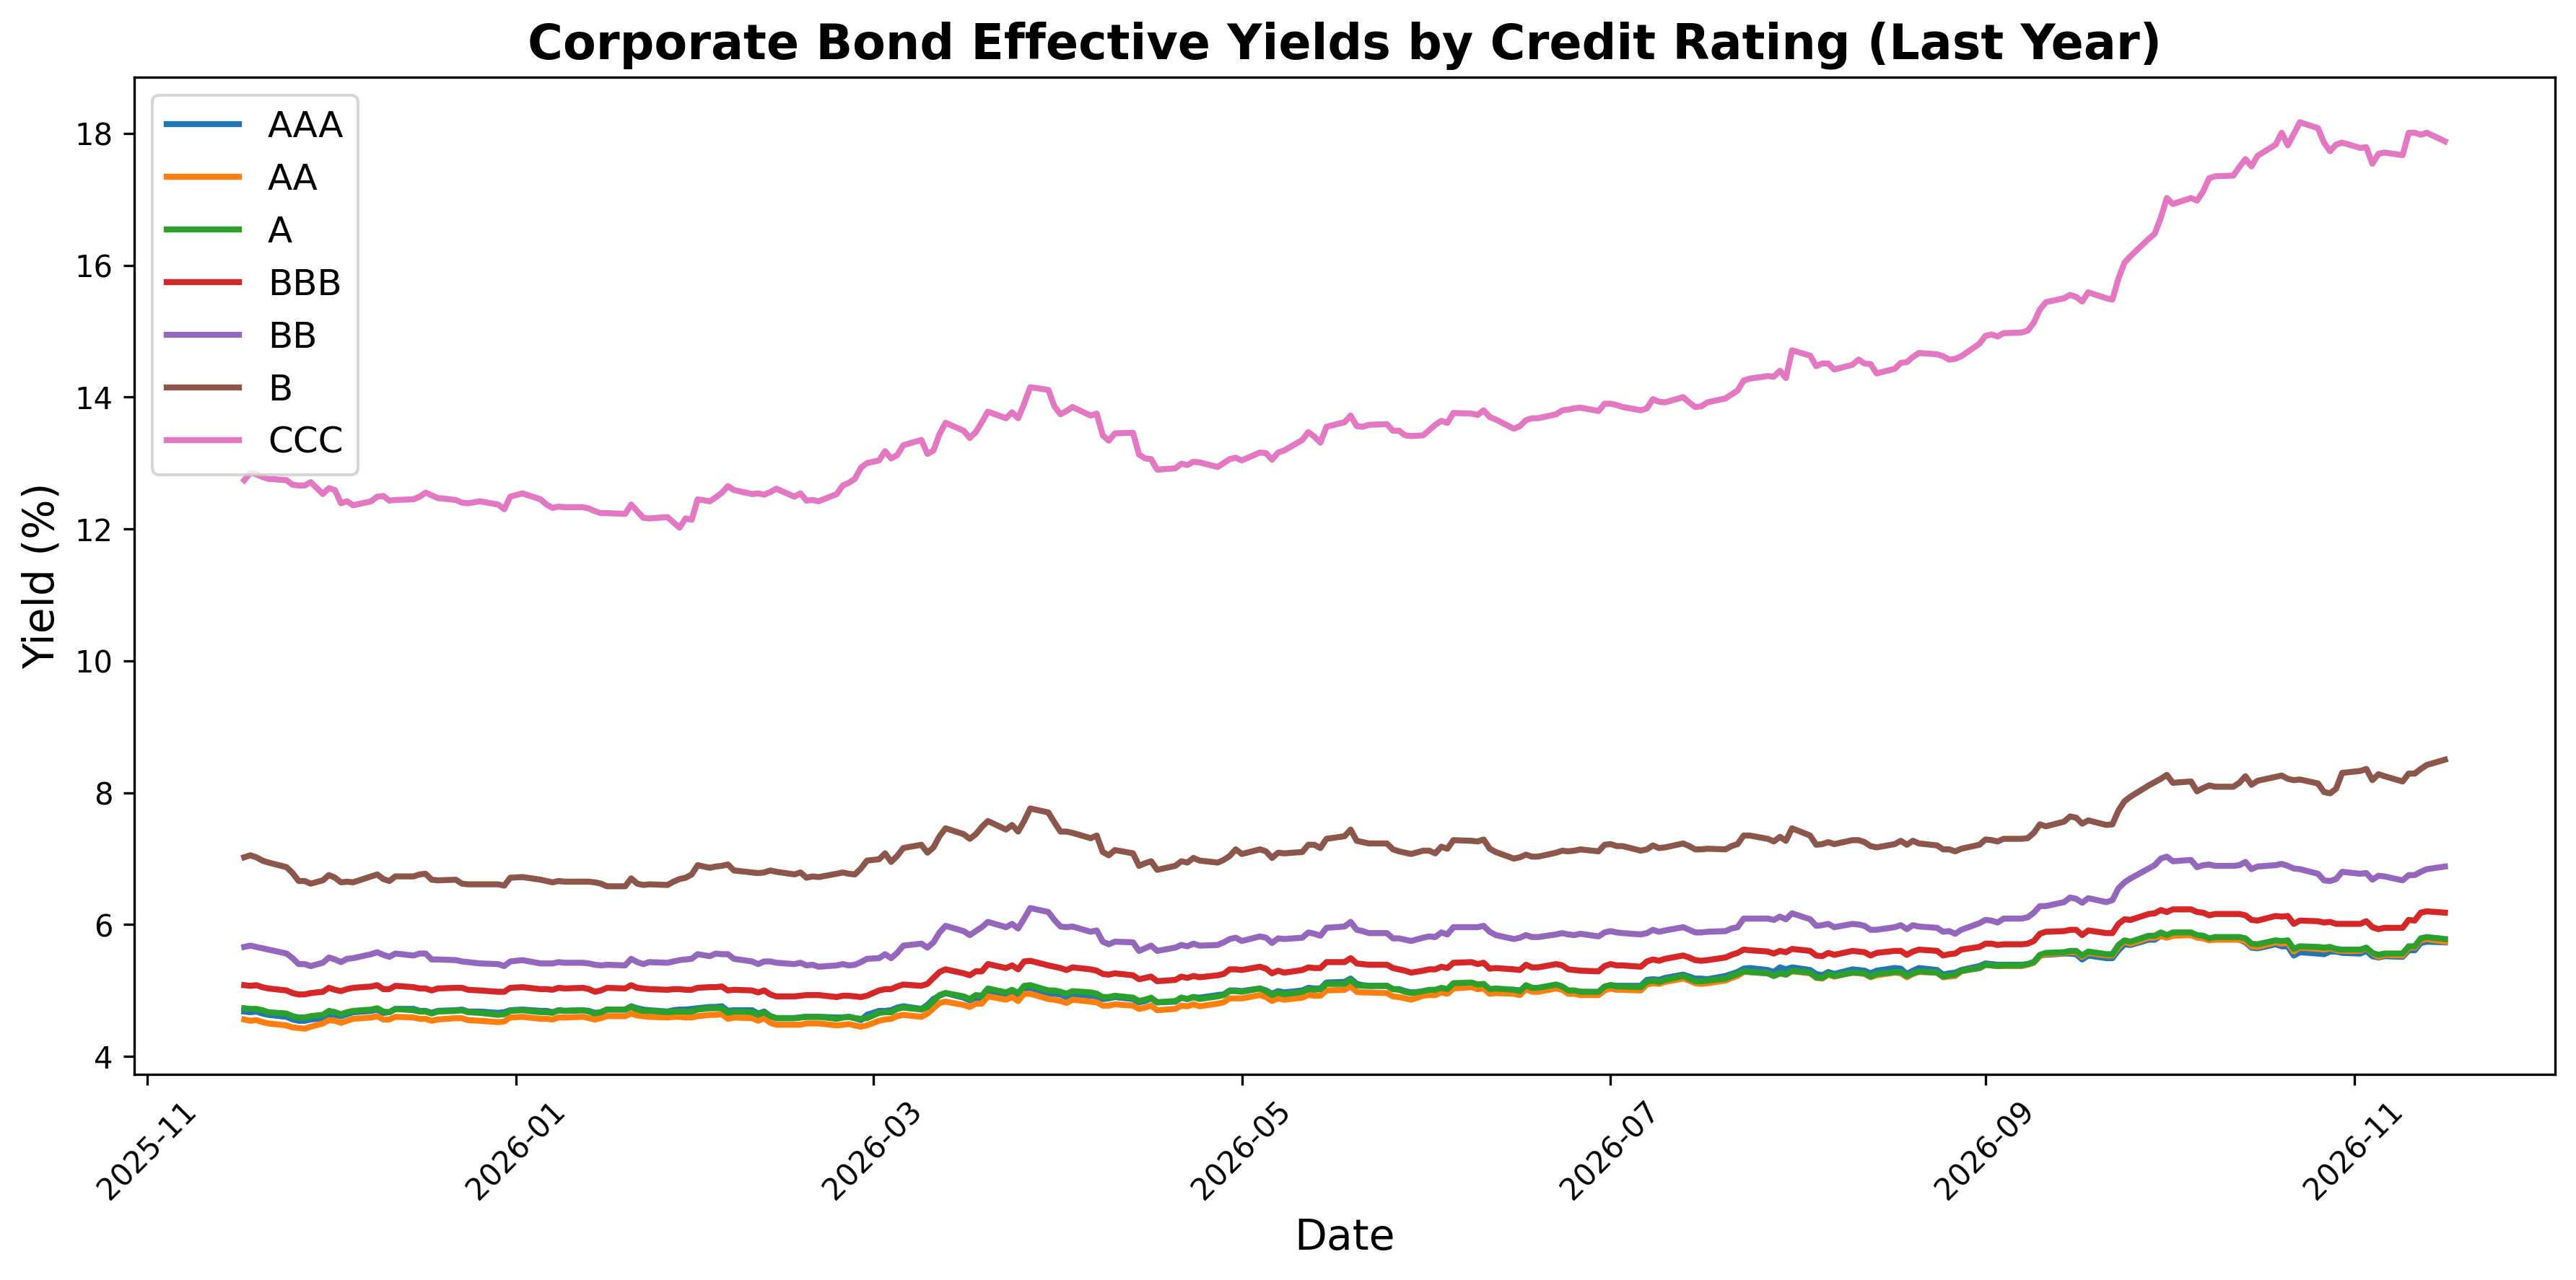 Corporate Bond Effective Yields by Credit Rating (Last Year)
AAA
AA
A
BBB
BB
B
CCC
Yield (%)
18
16
14
12
10
8
6
4
2025-11
2026-01
2026-03
2026-05
2026-07
2026-09
2026-11
Date